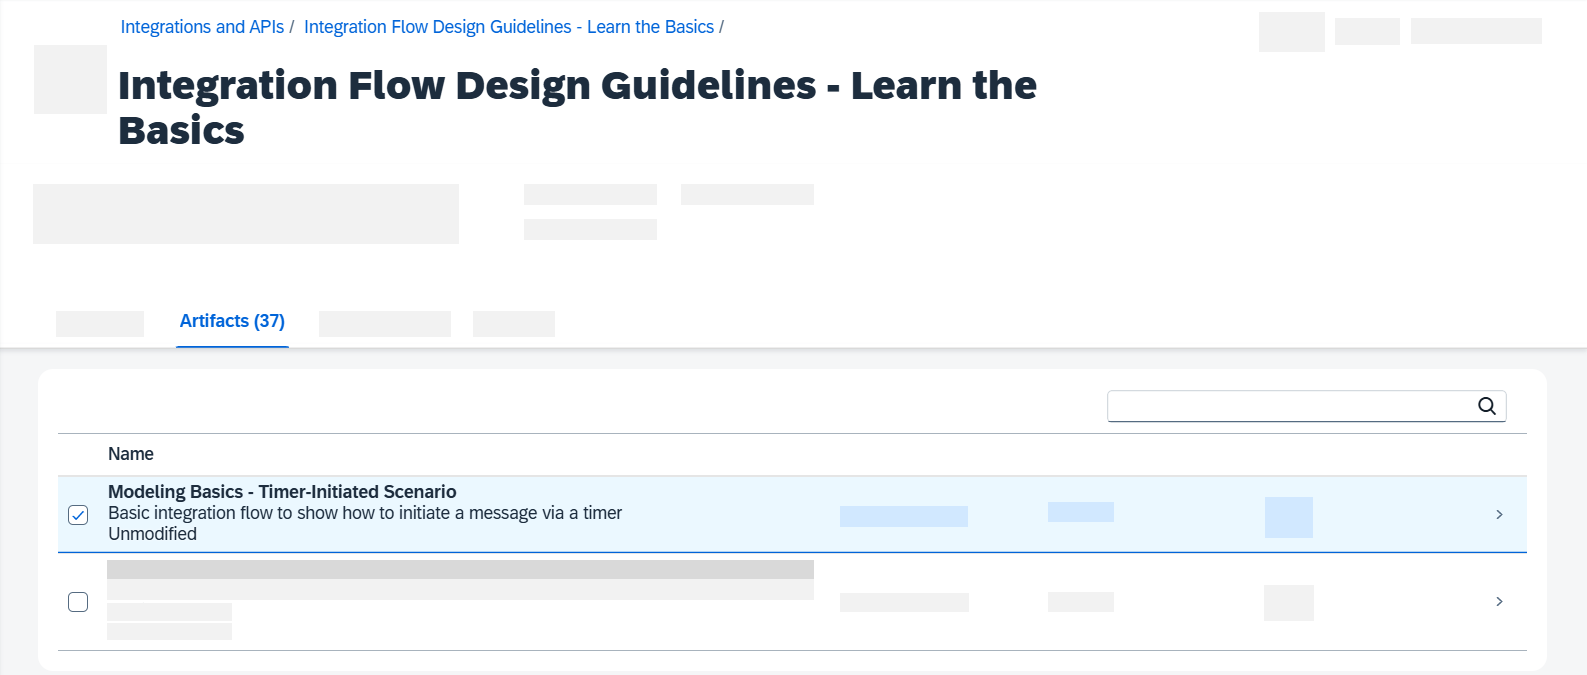 Integrations and APIs / Integration Flow Design Guidelines - Learn the Basics /
Integration Flow Design Guidelines - Learn the
Basics
Artifacts (37)
Name
Modeling Basics - Timer-Initiated Scenario
Basic integration flow to show how to initiate a message via a timer
Unmodified